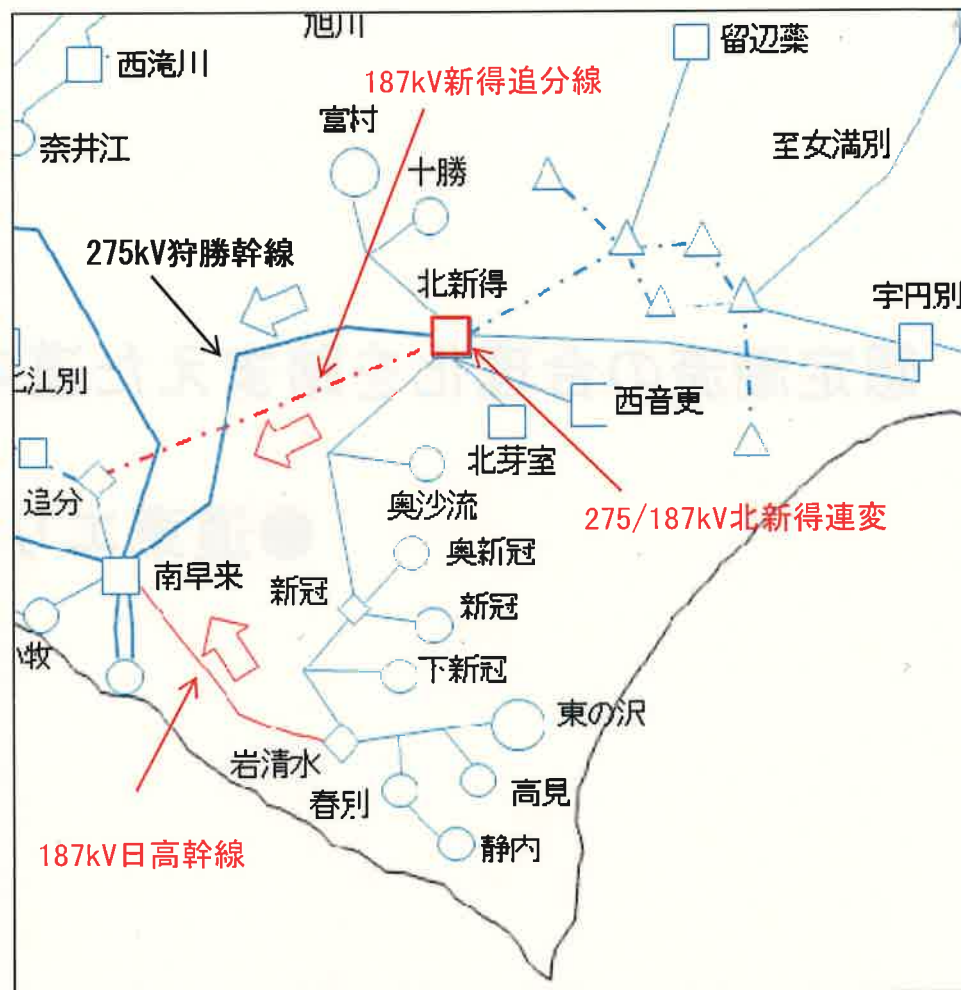 旭川
留辺蘂
西滝川
187kV新得追分線
富村
奈井江
至女満別
十勝
275kV狩勝幹線
北新得
宇円別
北江別
西音更
追分
北芽室
奥沙流
275/187kV北新得連変
奥新冠
南早来
新冠
新冠
牧
下新冠
東の沢
岩清水
春別
高見
静内
187kV日高幹線